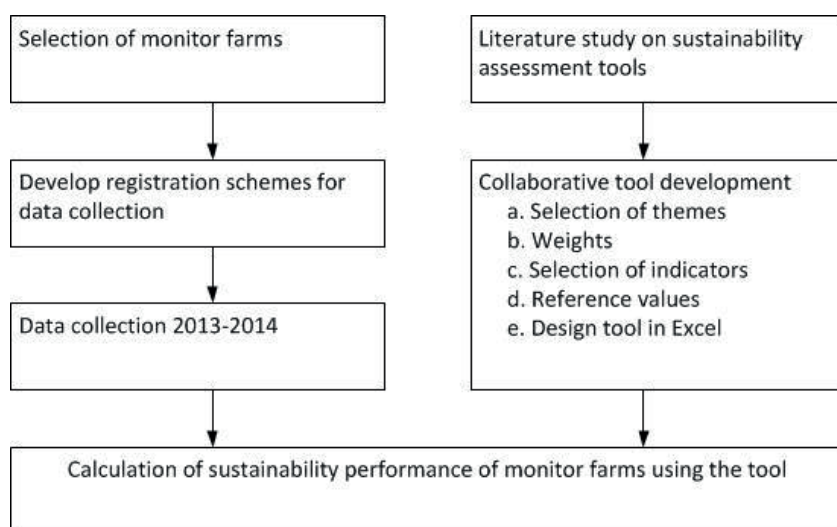 Selection of monitor farms
Develop registration schemes for
data collection
Data collection 2013-2014
Literature study on sustainability
assessment tools
Collaborative tool development
a. Selection of themes
b. Weights
c. Selection of indicators
d. Reference values
e. Design tool in Excel
Calculation of sustainability performance of monitor farms using the tool